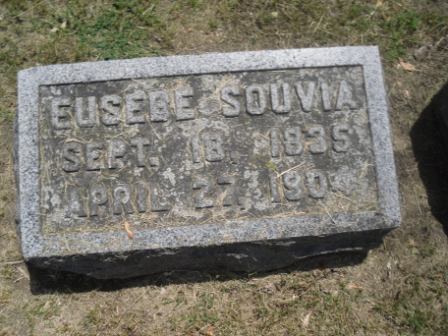 EUSEBE SOUVIA
SEPT. 18, 1835
APRIL 27,